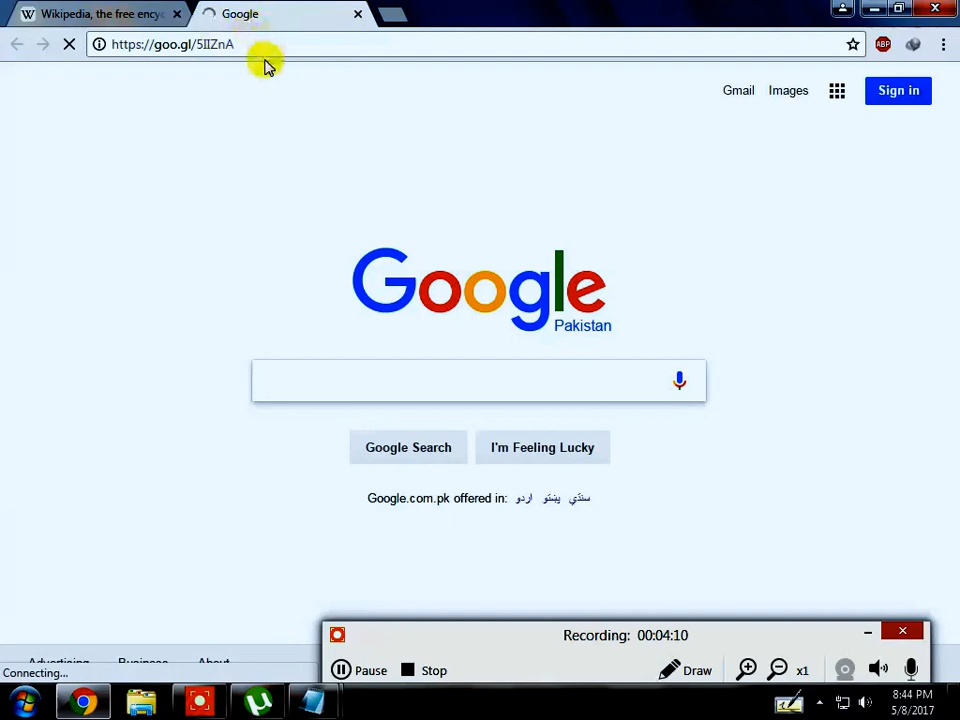 Wikipedia, the free ency
Google
https://goo.gl/5IIZnA
ABP
Gmail Images Sign in
Google
Pakistan
Google Search I'm Feeling Lucky
Google.com.pk offered in: اردو پښتو سنڌي
Recording: 00:04:10
Advertising Business About
Connecting...
Pause Stop Draw x1
8:44 PM
5/8/2017